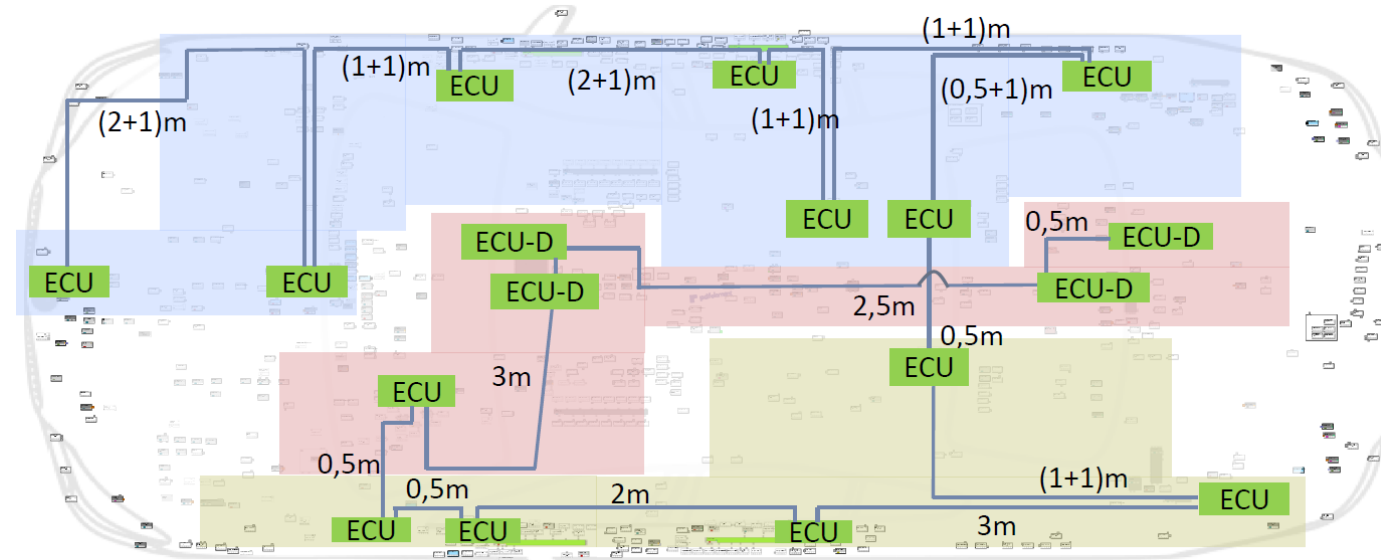 (1+1)m
(1+1)m
ECU
(2+1)m
ECU
(0,5+1)m
ECU
(2+1)m
(1+1)m
ECU
ECU
0,5m
ECU-D
ECU-D
ECU
ECU
ECU-D
ECU-D
2,5m
0,5m
ECU
3m
ECU
0,5m
0,5m
2m
(1+1)m
ECU
ECU
ECU
ECU
3m